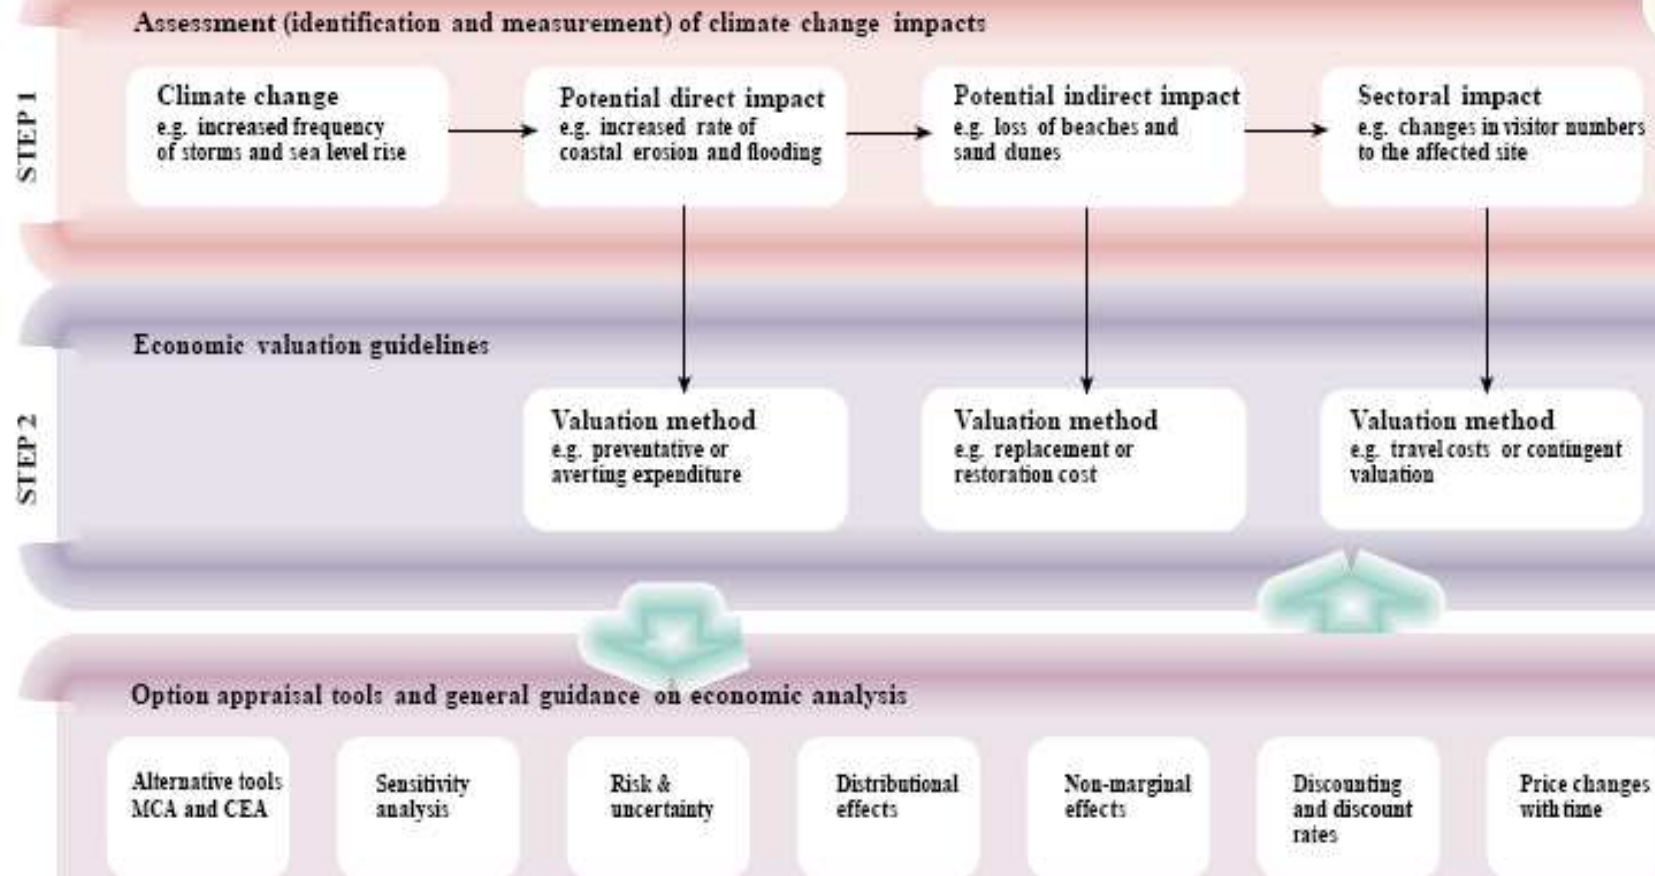 Assessment (identification and measurement) of climate change impacts
STEP 1
Climate change
e.g. increased frequency
of storms and sea level rise
Potential direct impact
e.g. increased rate of
coastal erosion and flooding
Potential indirect impact
e.g. loss of beaches and
sand dunes
Sectoral impact
e.g. changes in visitor numbers
to the affected site
Economic valuation guidelines
STEP 2
Valuation method
e.g. preventative or
averting expenditure
Valuation method
e.g. replacement or
restoration cost
Valuation method
e.g. travel costs or contingent
valuation
Option appraisal tools and general guidance on economic analysis
Alternative tools
MCA and CEA
Sensitivity
analysis
Risk &
uncertainty
Distributional
effects
Non-marginal
effects
Discounting
and discount
rates
Price changes
with time